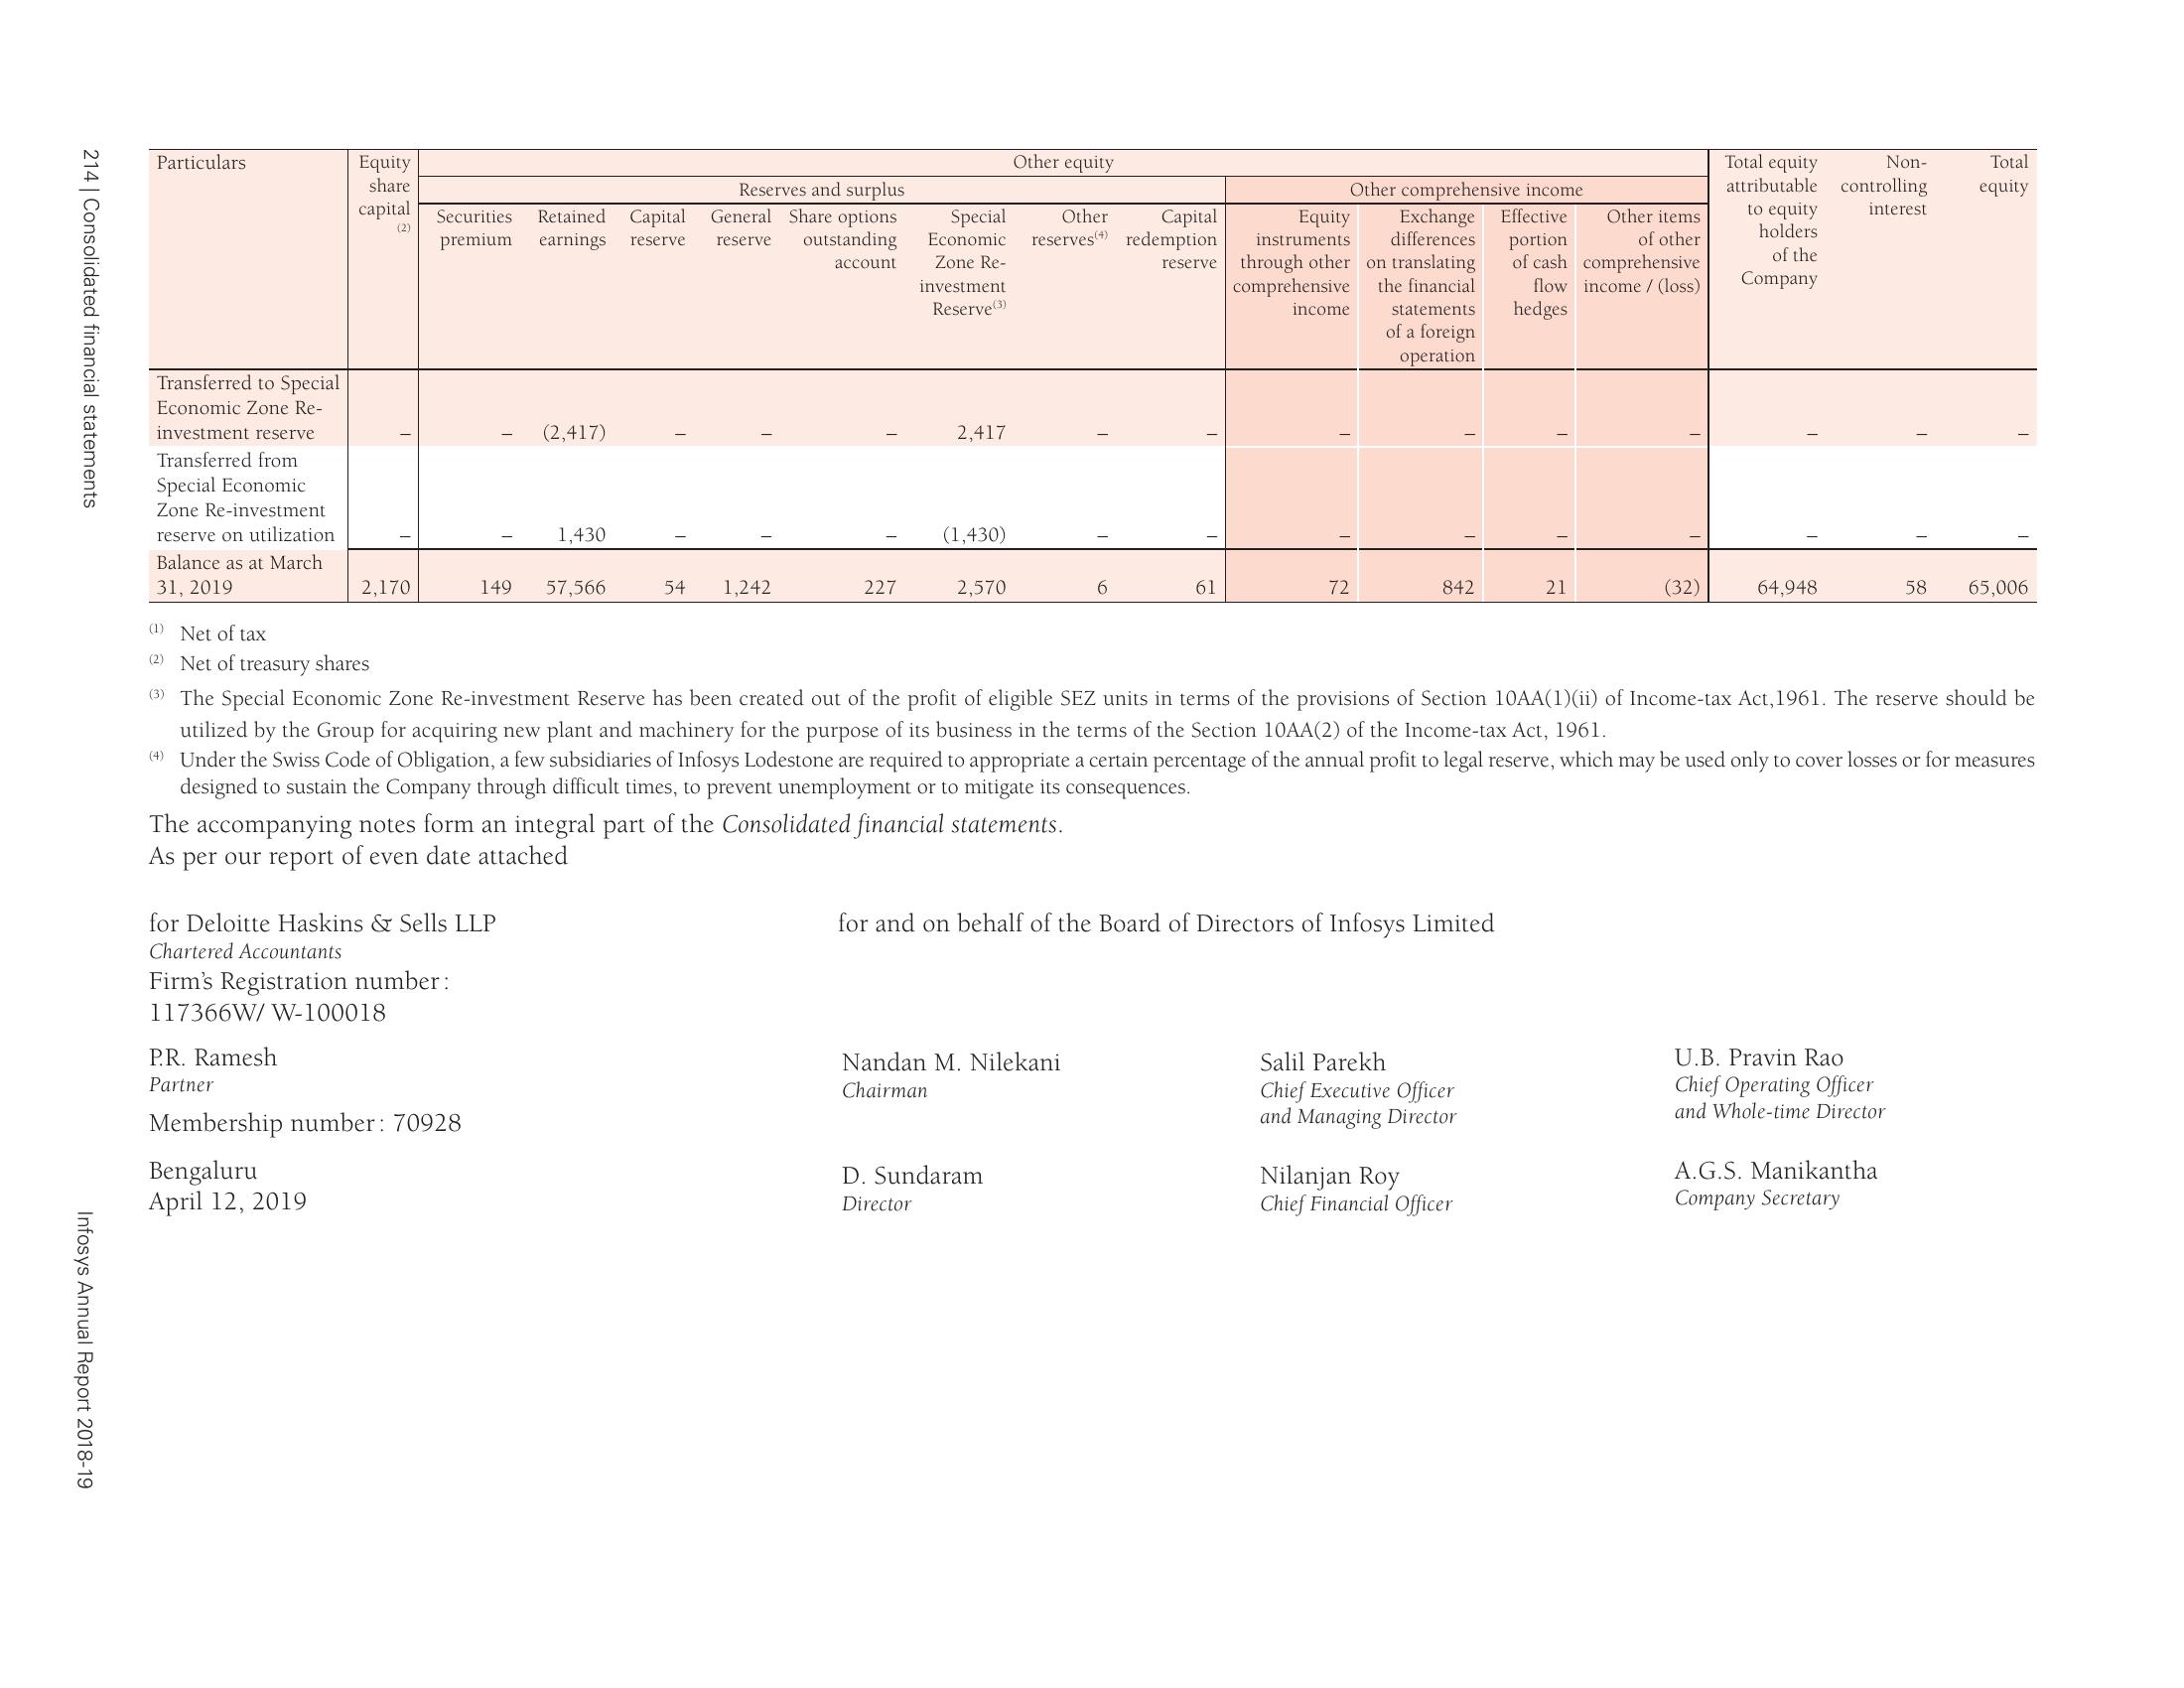 214 | Consolidated financial statements
Infosys Annual Report 2018-19
Particulars
Equity
share
capital
(2)
Other equity
Reserves and surplus
Other comprehensive income
Securities
premium
Retained
earnings
Capital
reserve
General
reserve
Share options
outstanding
account
Special
Economic
Zone Re-
investment
Reserve(3)
Other
reserves(4)
Capital
redemption
reserve
Equity
instruments
through other
comprehensive
income
Exchange
differences
on translating
the financial
statements
of a foreign
operation
Effective
portion
of cash
flow
hedges
Other items
of other
comprehensive
income / (loss)
Total equity
attributable
to equity
holders
of the
Company
Non-
controlling
interest
Total
equity
Transferred to Special
Economic Zone Re-
investment reserve – – (2,417) – – – 2,417 – – – – – – – – –
Transferred from
Special Economic
Zone Re-investment
reserve on utilization – – 1,430 – – – (1,430) – – – – – – – – –
Balance as at March
31, 2019 2,170 149 57,566 54 1,242 227 2,570 6 61 72 842 21 (32) 64,948 58 65,006
(1) Net of tax
(2) Net of treasury shares
(3) The Special Economic Zone Re-investment Reserve has been created out of the profit of eligible SEZ units in terms of the provisions of Section 10AA(1)(ii) of Income-tax Act,1961. The reserve should be
utilized by the Group for acquiring new plant and machinery for the purpose of its business in the terms of the Section 10AA(2) of the Income-tax Act, 1961.
(4) Under the Swiss Code of Obligation, a few subsidiaries of Infosys Lodestone are required to appropriate a certain percentage of the annual profit to legal reserve, which may be used only to cover losses or for measures
designed to sustain the Company through difficult times, to prevent unemployment or to mitigate its consequences.
The accompanying notes form an integral part of the Consolidated financial statements.
As per our report of even date attached
for Deloitte Haskins & Sells LLP
Chartered Accountants
Firm's Registration number :
117366W/ W-100018
for and on behalf of the Board of Directors of Infosys Limited
P.R. Ramesh
Partner
Membership number : 70928
Nandan M. Nilekani
Chairman
Salil Parekh
Chief Executive Officer
and Managing Director
U.B. Pravin Rao
Chief Operating Officer
and Whole-time Director
Bengaluru
April 12, 2019
D. Sundaram
Director
Nilanjan Roy
Chief Financial Officer
A.G.S. Manikantha
Company Secretary